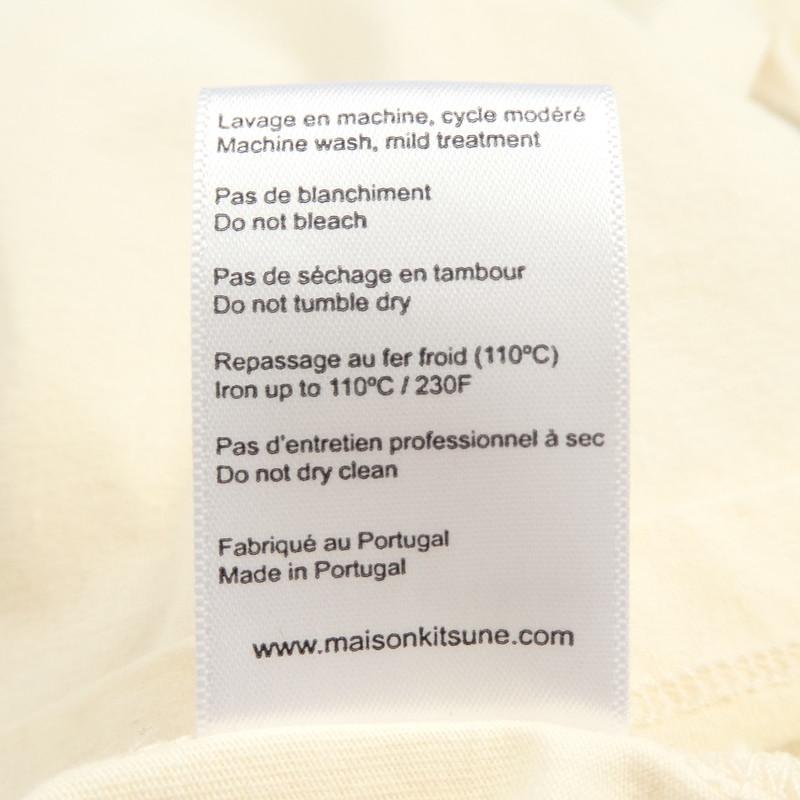 Lavage en machine, cycle modéré
Machine wash, mild treatment
Pas de blanchiment
Do not bleach
Pas de séchage en tambour
Do not tumble dry
Repassage au fer froid (110ºC)
Iron up to 110ºC / 230F
Pas d'entretien professionnel à sec
Do not dry clean
Fabriqué au Portugal
Made in Portugal
www.maisonkitsune.com